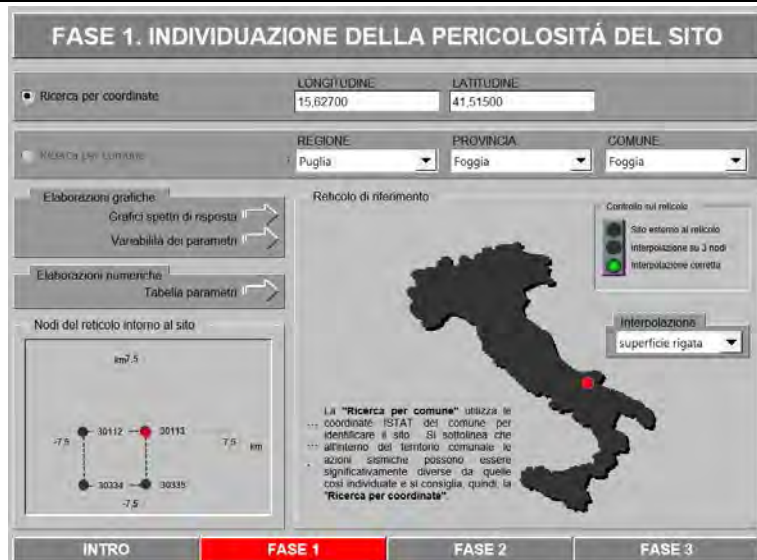 FASE 1. INDIVIDUAZIONE DELLA PERICOLOSITÁ DEL SITO
LONGITUDINE LATITUDINE
Ricerca per coordinate 15,62700 41,51500
REGIONE PROVINCIA COMUNE
Ricerca per comune Puglia Foggia Foggia
Elaborazioni grafiche
Grafici spettri di risposta
Variabilità dei parametri
Elaborazioni numeriche
Tabella parametri
Nodi del reticolo intorno al sito
km 7,5
30112 30113
-7,5 7,5 km
30334 30335
-7,5
Reticolo di riferimento
Controllo sul reticolo
Sito esterno al reticolo
Interpolazione su 3 nodi
Interpolazione corretta
Interpolazione
superficie rigata
La "Ricerca per comune" utilizza le
coordinate ISTAT del comune per
identificare il sito. Si sottolinea che
all'interno del territorio comunale le
azioni sismiche possono essere
significativamente diverse da quelle
così individuate e si consiglia, quindi, la
"Ricerca per coordinate".
INTRO FASE 1 FASE 2 FASE 3